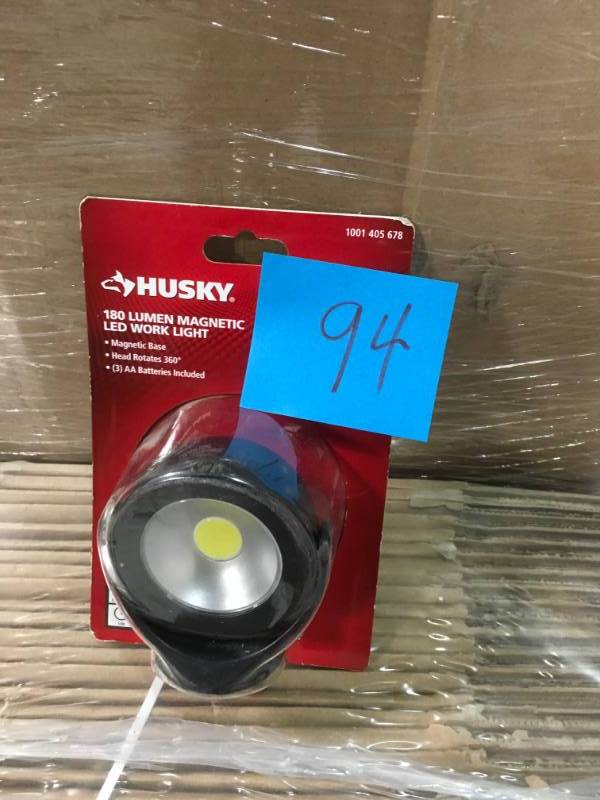 1001 405 678
HUSKY®
180 LUMEN MAGNETIC
LED WORK LIGHT
• Magnetic Base
• Head Rotates 360°
• (3) AA Batteries Included
94